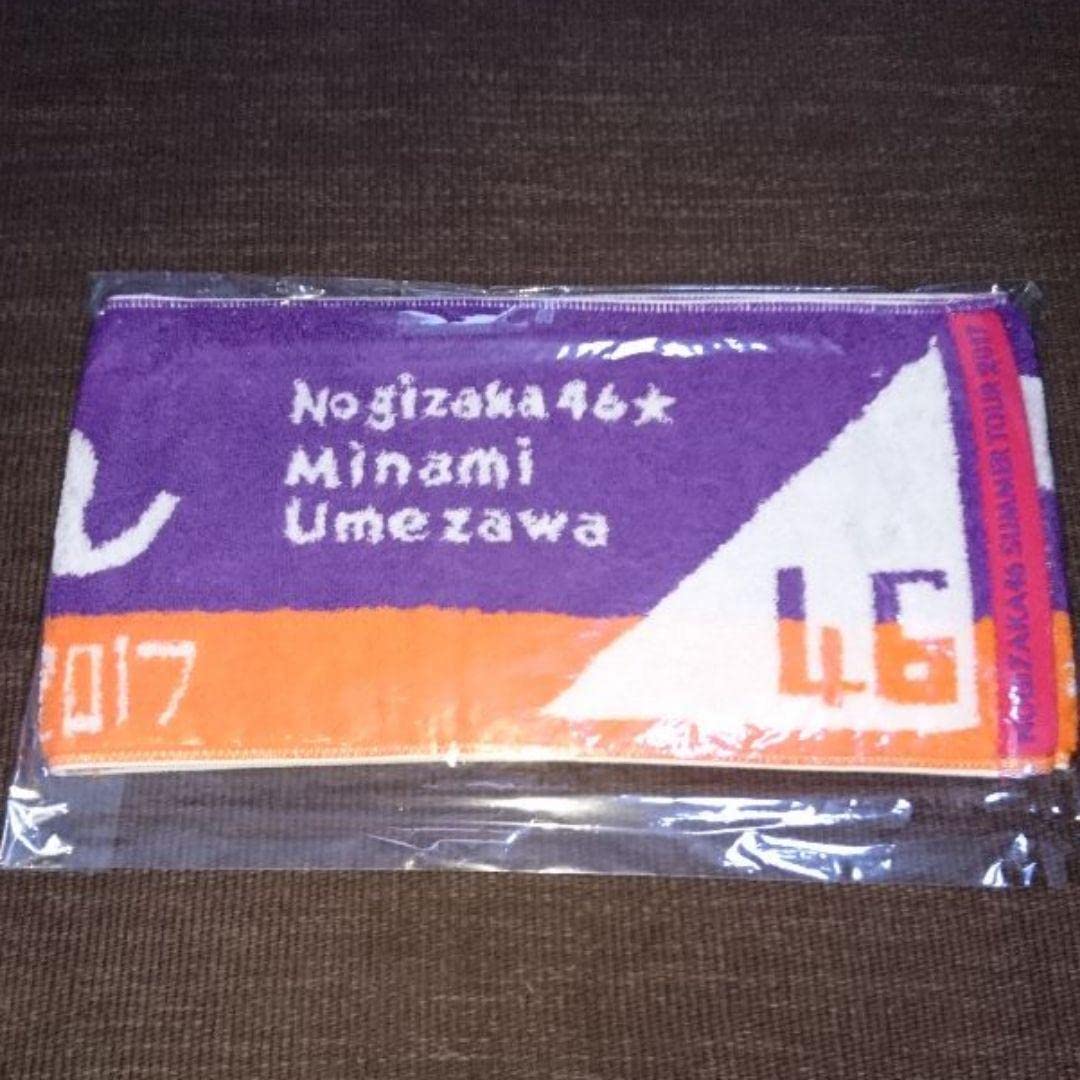 Nogizaka46★
Minami
Umezawa
2017
46
NOGIZAKA46 SUMMER TOUR 2017